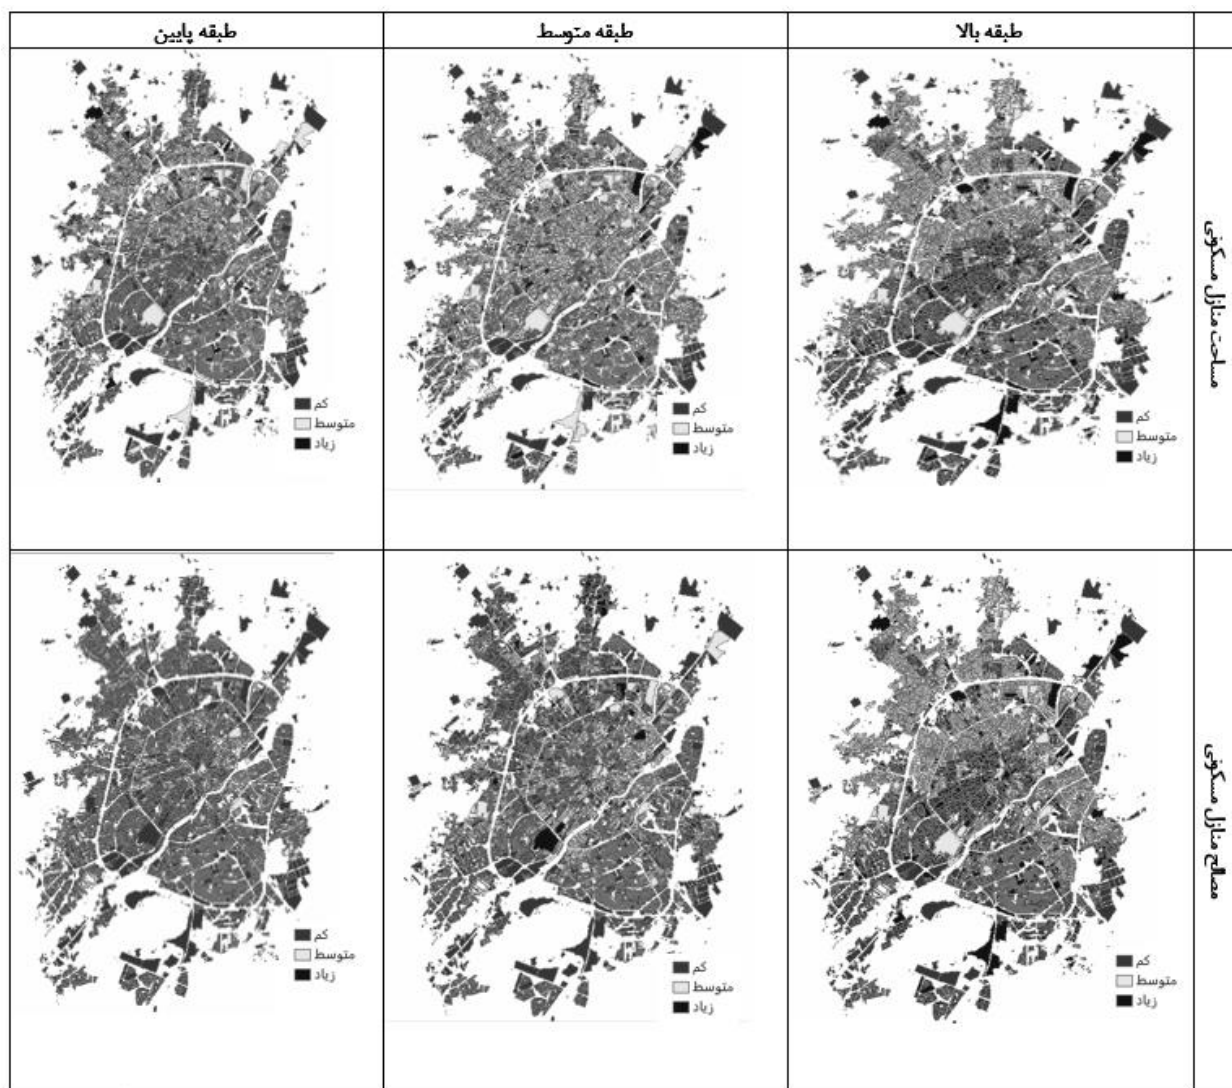 طبقه بالا
طبقه متوسط
طبقه پایین
مساحت منازل مسکونی
کم
متوسط
زیاد
کم
متوسط
زیاد
کم
متوسط
زیاد
مصالح منازل مسکونی
کم
متوسط
زیاد
کم
متوسط
زیاد
کم
متوسط
زیاد